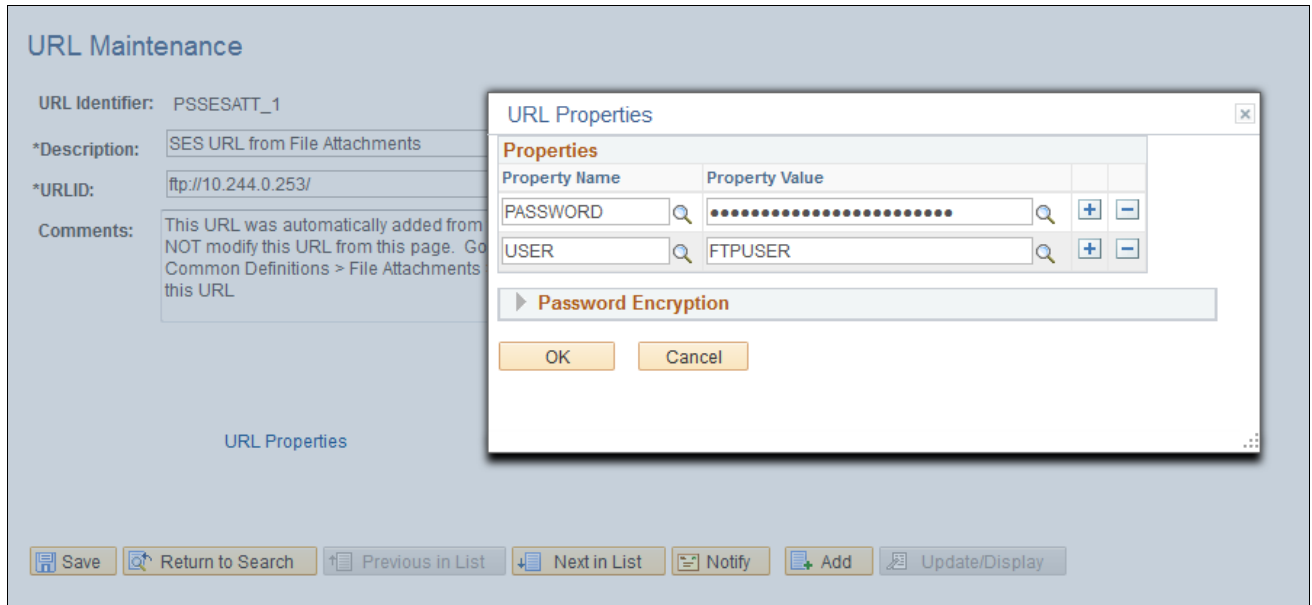 URL Maintenance
URL Identifier: PSSESATT_1
*Description: SES URL from File Attachments
*URLID: ftp://10.244.0.253/
Comments: This URL was automatically added from
NOT modify this URL from this page. Go
Common Definitions > File Attachments
this URL
URL Properties
URL Properties
Properties
Property Name Property Value
PASSWORD ••••••••••••••••••••••••
USER FTPUSER
Password Encryption
OK Cancel
Save Return to Search Previous in List Next in List Notify Add Update/Display